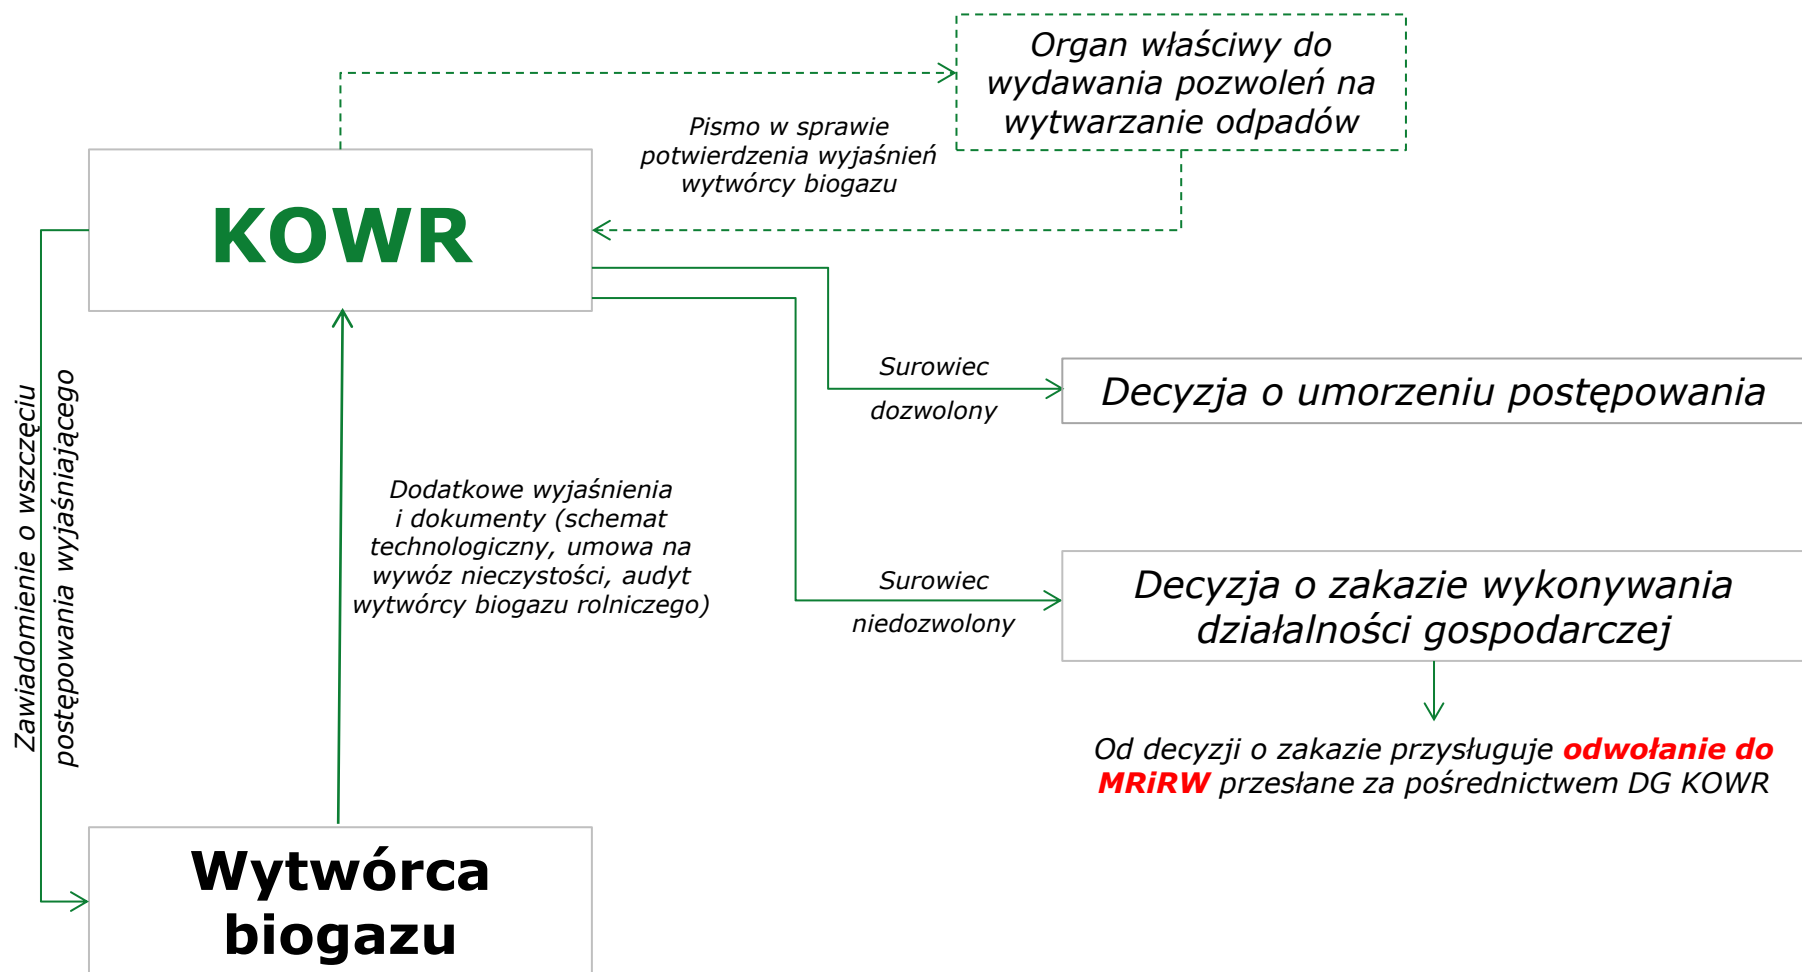 Organ właściwy do
wydawania pozwoleń na
wytwarzanie odpadów
Pismo w sprawie
potwierdzenia wyjaśnień
wytwórcy biogazu
KOWR
Zawiadomienie o wszczęciu
postępowania wyjaśniającego
Surowiec
dozwolony
Decyzja o umorzeniu postępowania
Dodatkowe wyjaśnienia
i dokumenty (schemat
technologiczny, umowa na
wywóz nieczystości, audyt
wytwórcy biogazu rolniczego)
Surowiec
niedozwolony
Decyzja o zakazie wykonywania
działalności gospodarczej
Od decyzji o zakazie przysługuje odwołanie do
MRiRW przesłane za pośrednictwem DG KOWR
Wytwórca
biogazu